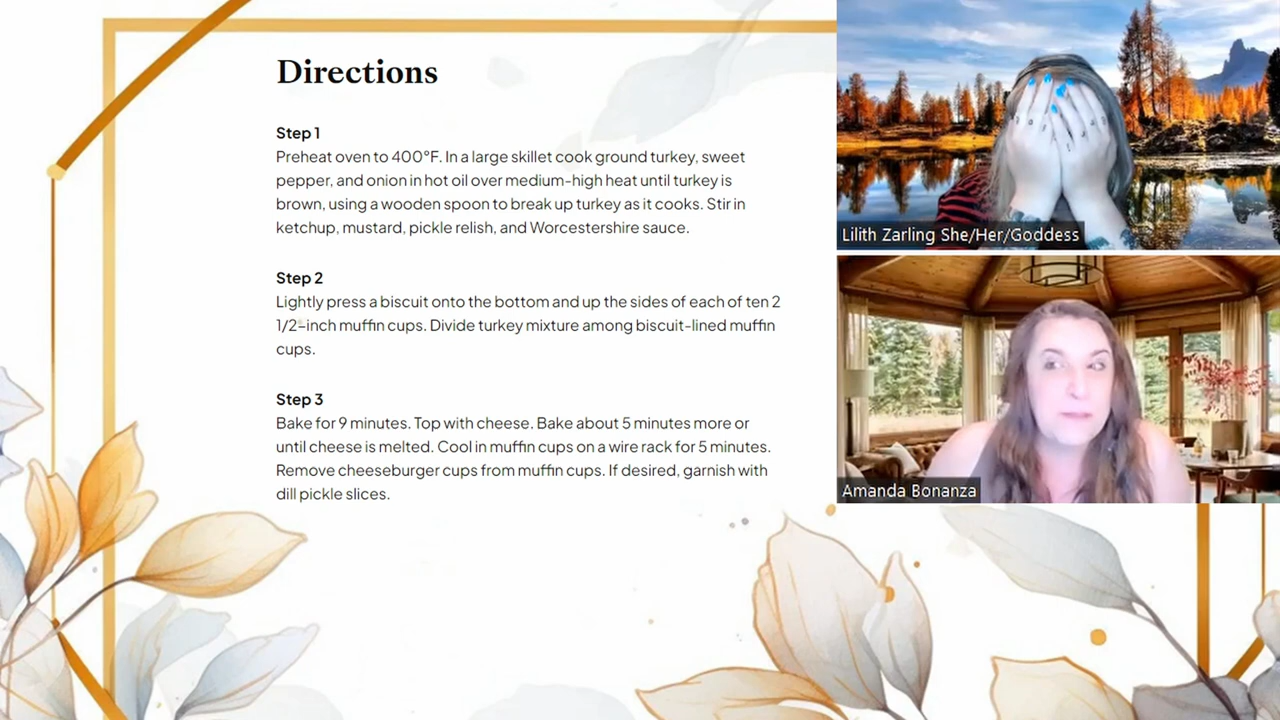 Directions
Step 1
Preheat oven to 400°F. In a large skillet cook ground turkey, sweet
pepper, and onion in hot oil over medium-high heat until turkey is
brown, using a wooden spoon to break up turkey as it cooks. Stir in
ketchup, mustard, pickle relish, and Worcestershire sauce.
Step 2
Lightly press a biscuit onto the bottom and up the sides of each of ten 2
1/2-inch muffin cups. Divide turkey mixture among biscuit-lined muffin
cups.
Step 3
Bake for 9 minutes. Top with cheese. Bake about 5 minutes more or
until cheese is melted. Cool in muffin cups on a wire rack for 5 minutes.
Remove cheeseburger cups from muffin cups. If desired, garnish with
dill pickle slices.
Lilith Zarling She/Her/Goddess
Amanda Bonanza